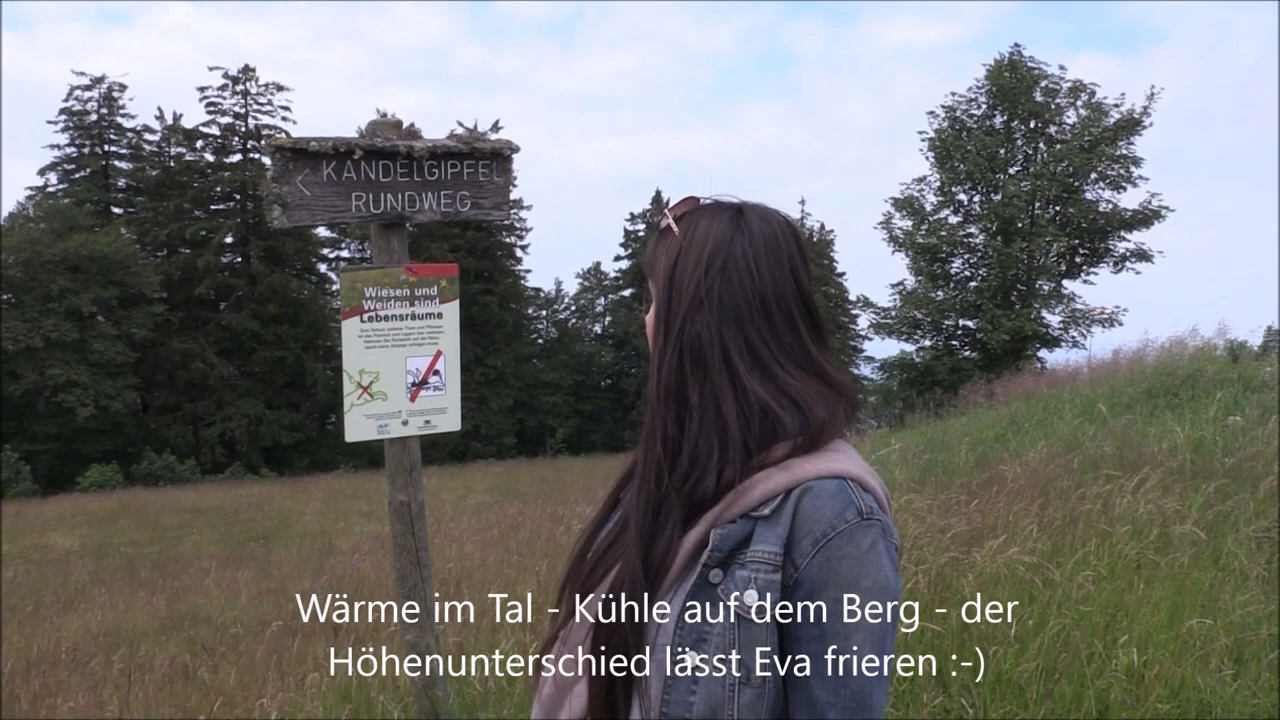 < KANDELGIPFEL
RUNDWEG
Wiesen und
Weiden sind
Lebensräume
Wärme im Tal - Kühle auf dem Berg - der
Höhenunterschied lässt Eva frieren :-)